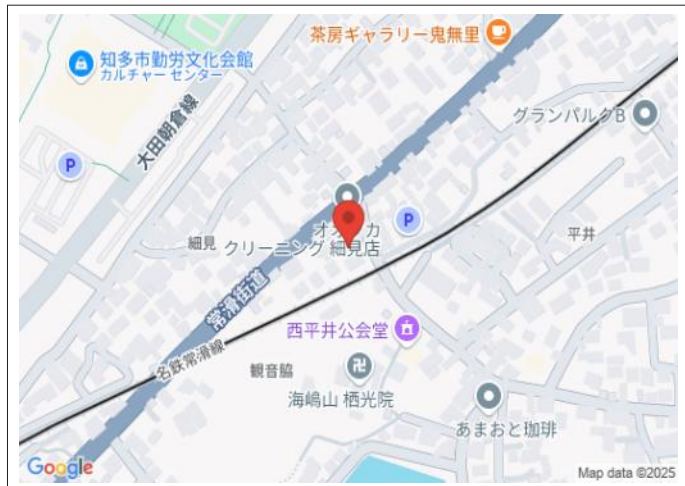 茶房ギャラリー鬼無里
知多市勤労文化会館
カルチャー センター
大田朝倉線
グランパルクB
P
P
クリーニング 細見店
細見
平井
常滑街道
西平井公会堂
名鉄常滑線
観音脇
卍
海嶋山 栖光院
あまおと珈琲
Google
Map data ©2025